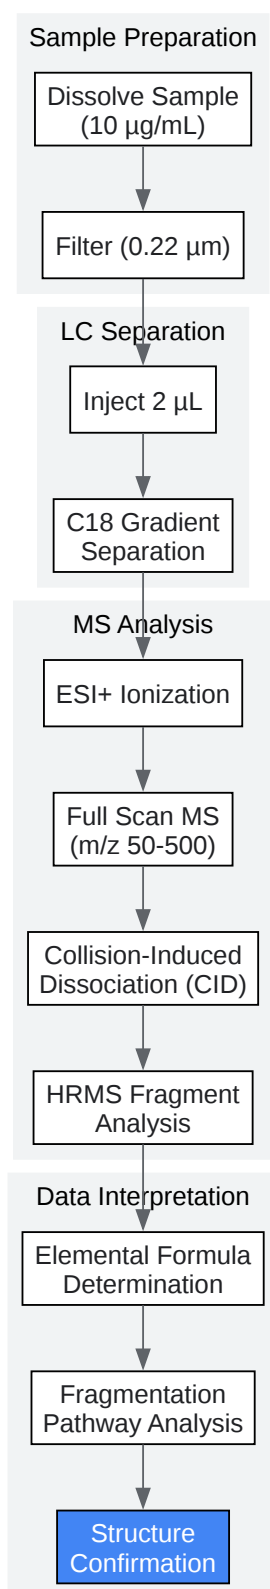 Sample Preparation
Dissolve Sample
(10 µg/mL)
Filter (0.22 µm)
LC Separation
Inject 2 µL
C18 Gradient
Separation
MS Analysis
ESI+ Ionization
Full Scan MS
(m/z 50-500)
Collision-Induced
Dissociation (CID)
HRMS Fragment
Analysis
Data Interpretation
Elemental Formula
Determination
Fragmentation
Pathway Analysis
Structure
Confirmation